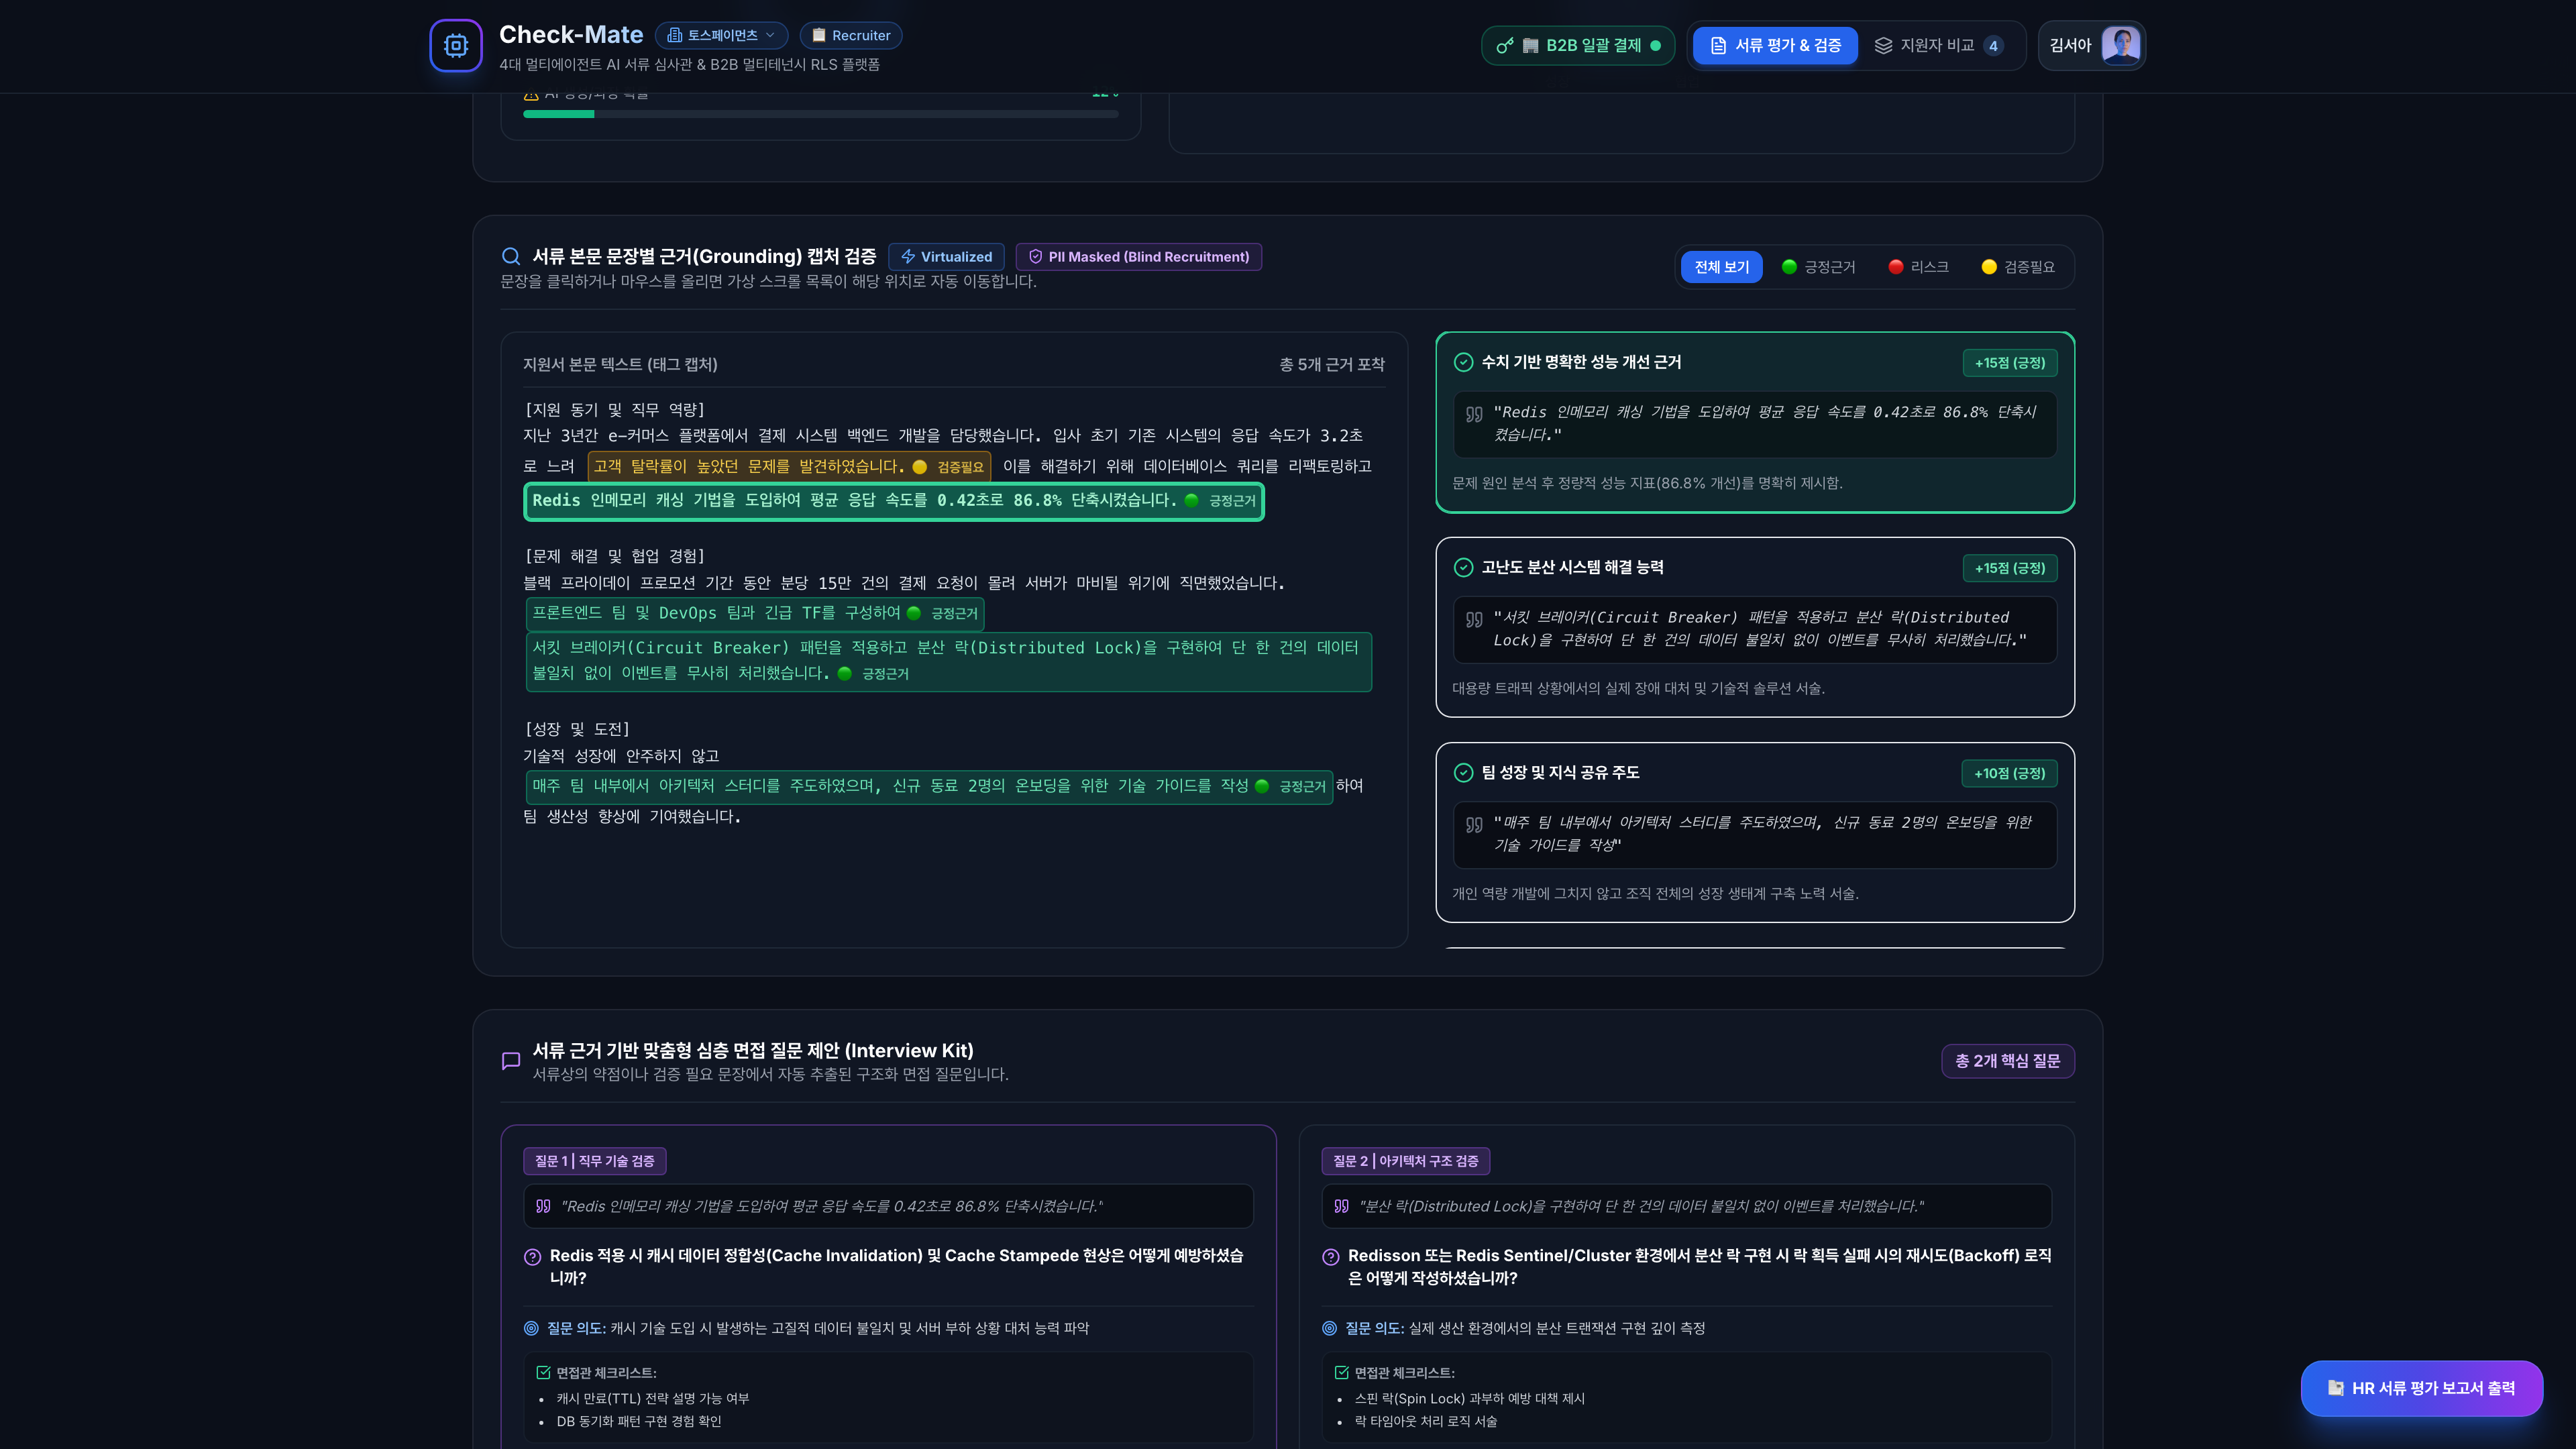 Check-Mate
토스페이먼츠
Recruiter
4대 멀티에이전트 AI 서류 심사관 & B2B 멀티테넌시 RLS 플랫폼
B2B 일괄 결제
서류 평가 & 검증
지원자 비교 4
김서아
서류 본문 문장별 근거(Grounding) 캡처 검증
Virtualized
PII Masked (Blind Recruitment)
문장을 클릭하거나 마우스를 올리면 가상 스크롤 목록이 해당 위치로 자동 이동합니다.
전체 보기
긍정근거
리스크
검증필요
지원서 본문 텍스트 (태그 캡처)
총 5개 근거 포착
[지원 동기 및 직무 역량]
지난 3년간 e-커머스 플랫폼에서 결제 시스템 백엔드 개발을 담당했습니다. 입사 초기 기존 시스템의 응답 속도가 3.2초
로 느려 고객 탈락률이 높았던 문제를 발견하였습니다. 검증필요 이를 해결하기 위해 데이터베이스 쿼리를 리팩토링하고
Redis 인메모리 캐싱 기법을 도입하여 평균 응답 속도를 0.42초로 86.8% 단축시켰습니다. 긍정근거
[문제 해결 및 협업 경험]
블랙 프라이데이 프로모션 기간 동안 분당 15만 건의 결제 요청이 몰려 서버가 마비될 위기에 직면했었습니다.
프론트엔드 팀 및 DevOps 팀과 긴급 TF를 구성하여 긍정근거
서킷 브레이커(Circuit Breaker) 패턴을 적용하고 분산 락(Distributed Lock)을 구현하여 단 한 건의 데이터
불일치 없이 이벤트를 무사히 처리했습니다. 긍정근거
[성장 및 도전]
기술적 성장에 안주하지 않고
매주 팀 내부에서 아키텍처 스터디를 주도하였으며, 신규 동료 2명의 온보딩을 위한 기술 가이드를 작성 긍정근거 하여
팀 생산성 향상에 기여했습니다.
수치 기반 명확한 성능 개선 근거
+15점 (긍정)
"Redis 인메모리 캐싱 기법을 도입하여 평균 응답 속도를 0.42초로 86.8% 단축시
켰습니다."
문제 원인 분석 후 정량적 성능 지표(86.8% 개선)를 명확히 제시함.
고난도 분산 시스템 해결 능력
+15점 (긍정)
"서킷 브레이커(Circuit Breaker) 패턴을 적용하고 분산 락(Distributed
Lock)을 구현하여 단 한 건의 데이터 불일치 없이 이벤트를 무사히 처리했습니다."
대용량 트래픽 상황에서의 실제 장애 대처 및 기술적 솔루션 서술.
팀 성장 및 지식 공유 주도
+10점 (긍정)
"매주 팀 내부에서 아키텍처 스터디를 주도하였으며, 신규 동료 2명의 온보딩을 위한
기술 가이드를 작성"
개인 역량 개발에 그치지 않고 조직 전체의 성장 생태계 구축 노력 서술.
서류 근거 기반 맞춤형 심층 면접 질문 제안 (Interview Kit)
서류상의 약점이나 검증 필요 문장에서 자동 추출된 구조화 면접 질문입니다.
총 2개 핵심 질문
질문 1 | 직무 기술 검증
"Redis 인메모리 캐싱 기법을 도입하여 평균 응답 속도를 0.42초로 86.8% 단축시켰습니다."
Redis 적용 시 캐시 데이터 정합성(Cache Invalidation) 및 Cache Stampede 현상은 어떻게 예방하셨습
니까?
질문 의도: 캐시 기술 도입 시 발생하는 고질적 데이터 불일치 및 서버 부하 상황 대처 능력 파악
면접관 체크리스트:
• 캐시 만료(TTL) 전략 설명 가능 여부
• DB 동기화 패턴 구현 경험 확인
질문 2 | 아키텍처 구조 검증
"분산 락(Distributed Lock)을 구현하여 단 한 건의 데이터 불일치 없이 이벤트를 처리했습니다."
Redisson 또는 Redis Sentinel/Cluster 환경에서 분산 락 구현 시 락 획득 실패 시의 재시도(Backoff) 로직
은 어떻게 작성하셨습니까?
질문 의도: 실제 생산 환경에서의 분산 트랜잭션 구현 깊이 측정
면접관 체크리스트:
• 스핀 락(Spin Lock) 과부하 예방 대책 제시
• 락 타임아웃 처리 로직 서술
HR 서류 평가 보고서 출력